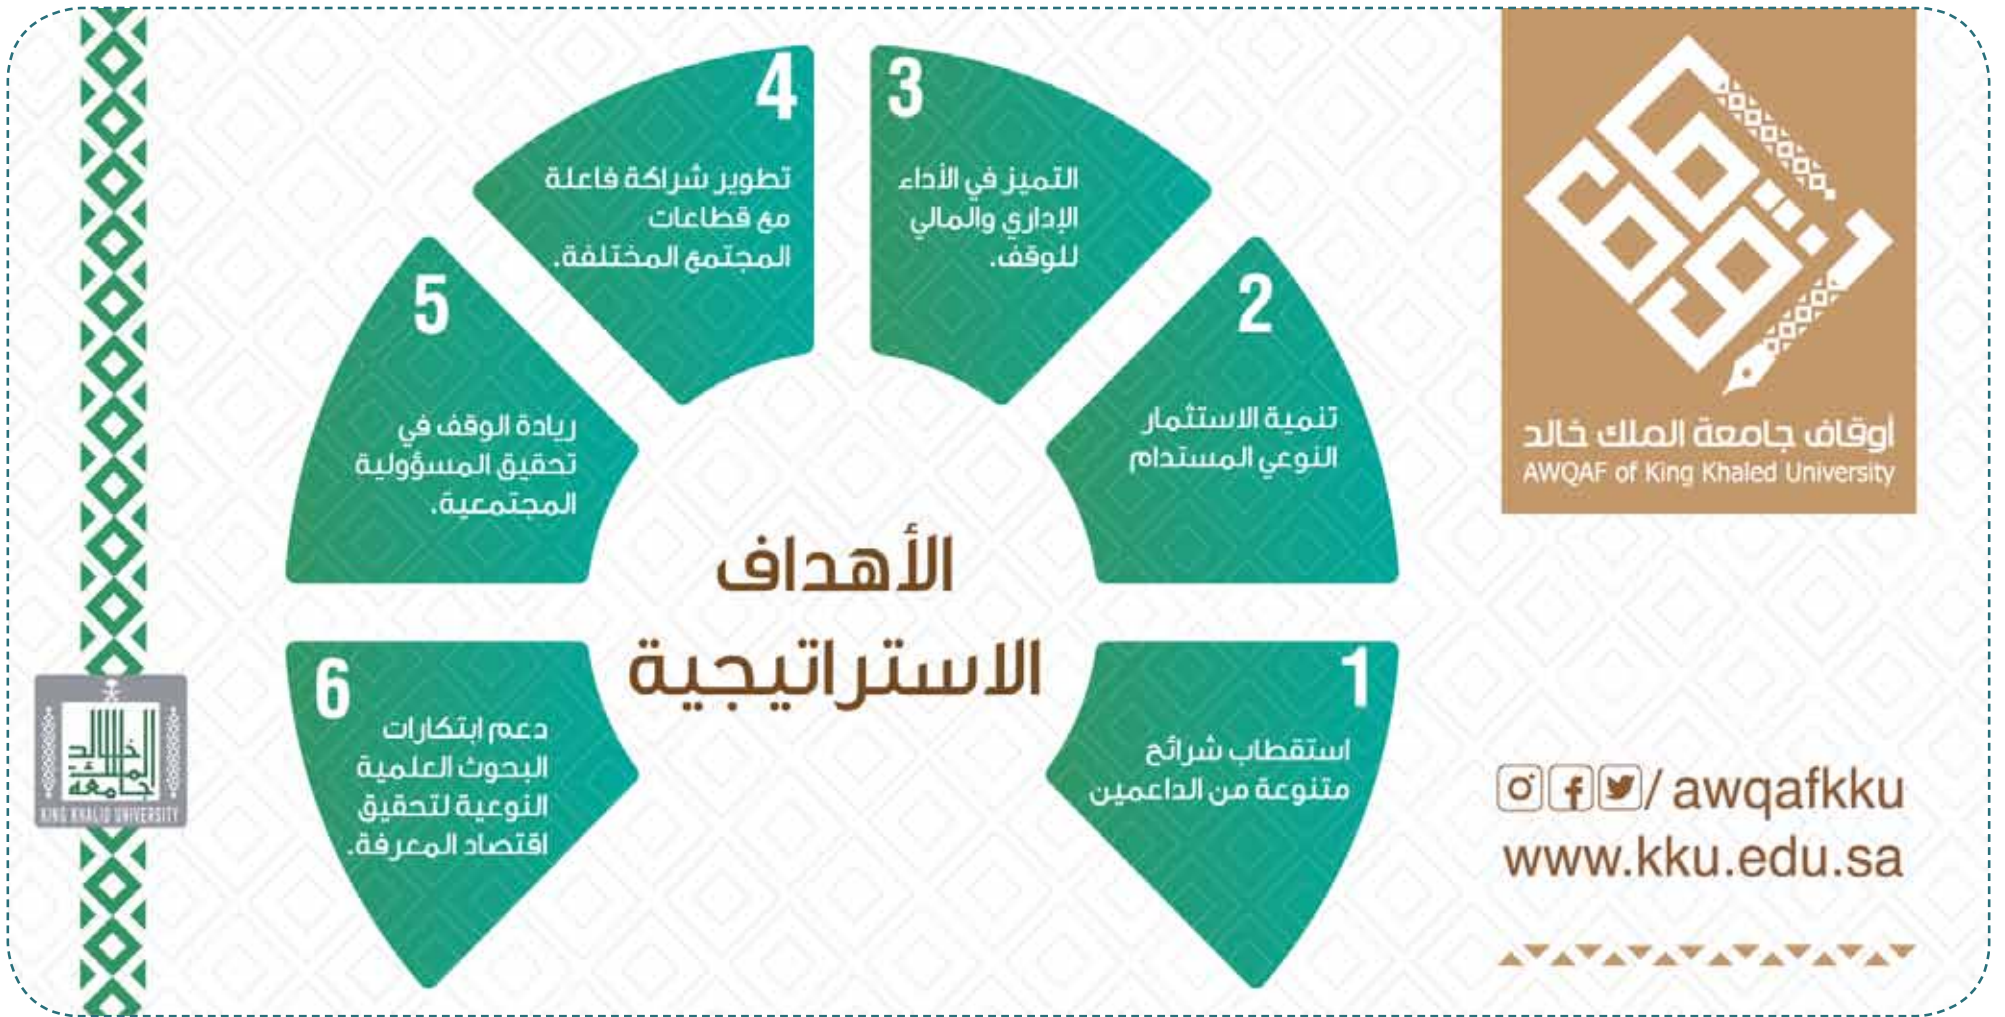 أوقاف جامعة الملك خالد
AWQAF of King Khaled University
الأهداف
الاستراتيجية
1
استقطاب شرائح
متنوعة من الداعمين
2
تنمية الاستثمار
النوعي المستدام
3
التميز في الأداء
الإداري والمالي
للوقف.
4
تطوير شراكة فاعلة
مع قطاعات
المجتمع المختلفة.
5
ريادة الوقف في
تحقيق المسؤولية
المجتمعية.
6
دعم ابتكارات
البحوث العلمية
النوعية لتحقيق
اقتصاد المعرفة.
/ awqafkku
www.kku.edu.sa
جامعة
الملك
خالد
KING KHALID UNIVERSITY